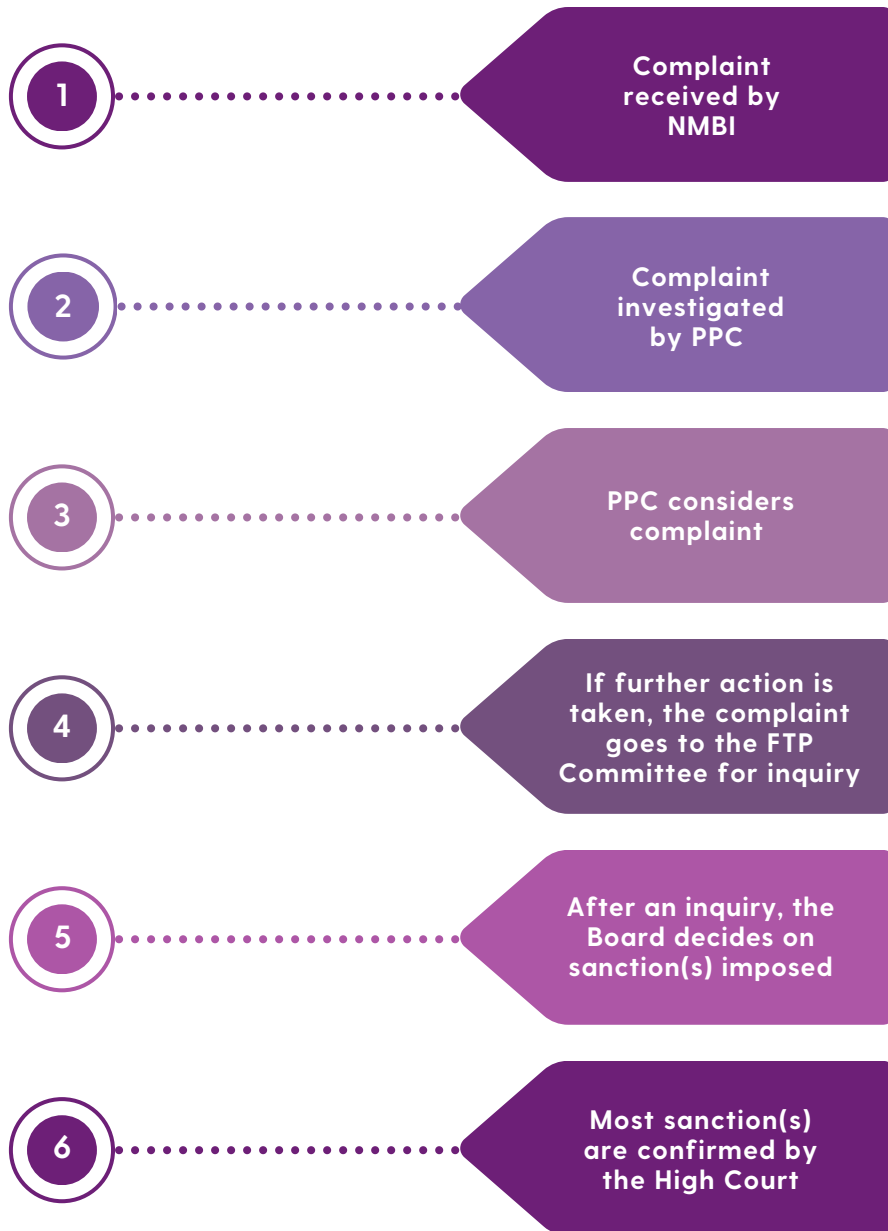 1
Complaint
received by
NMBI
2
Complaint
investigated
by PPC
3
PPC considers
complaint
4
If further action is
taken, the complaint
goes to the FTP
Committee for inquiry
5
After an inquiry, the
Board decides on
sanction(s) imposed
6
Most sanction(s)
are confirmed by
the High Court